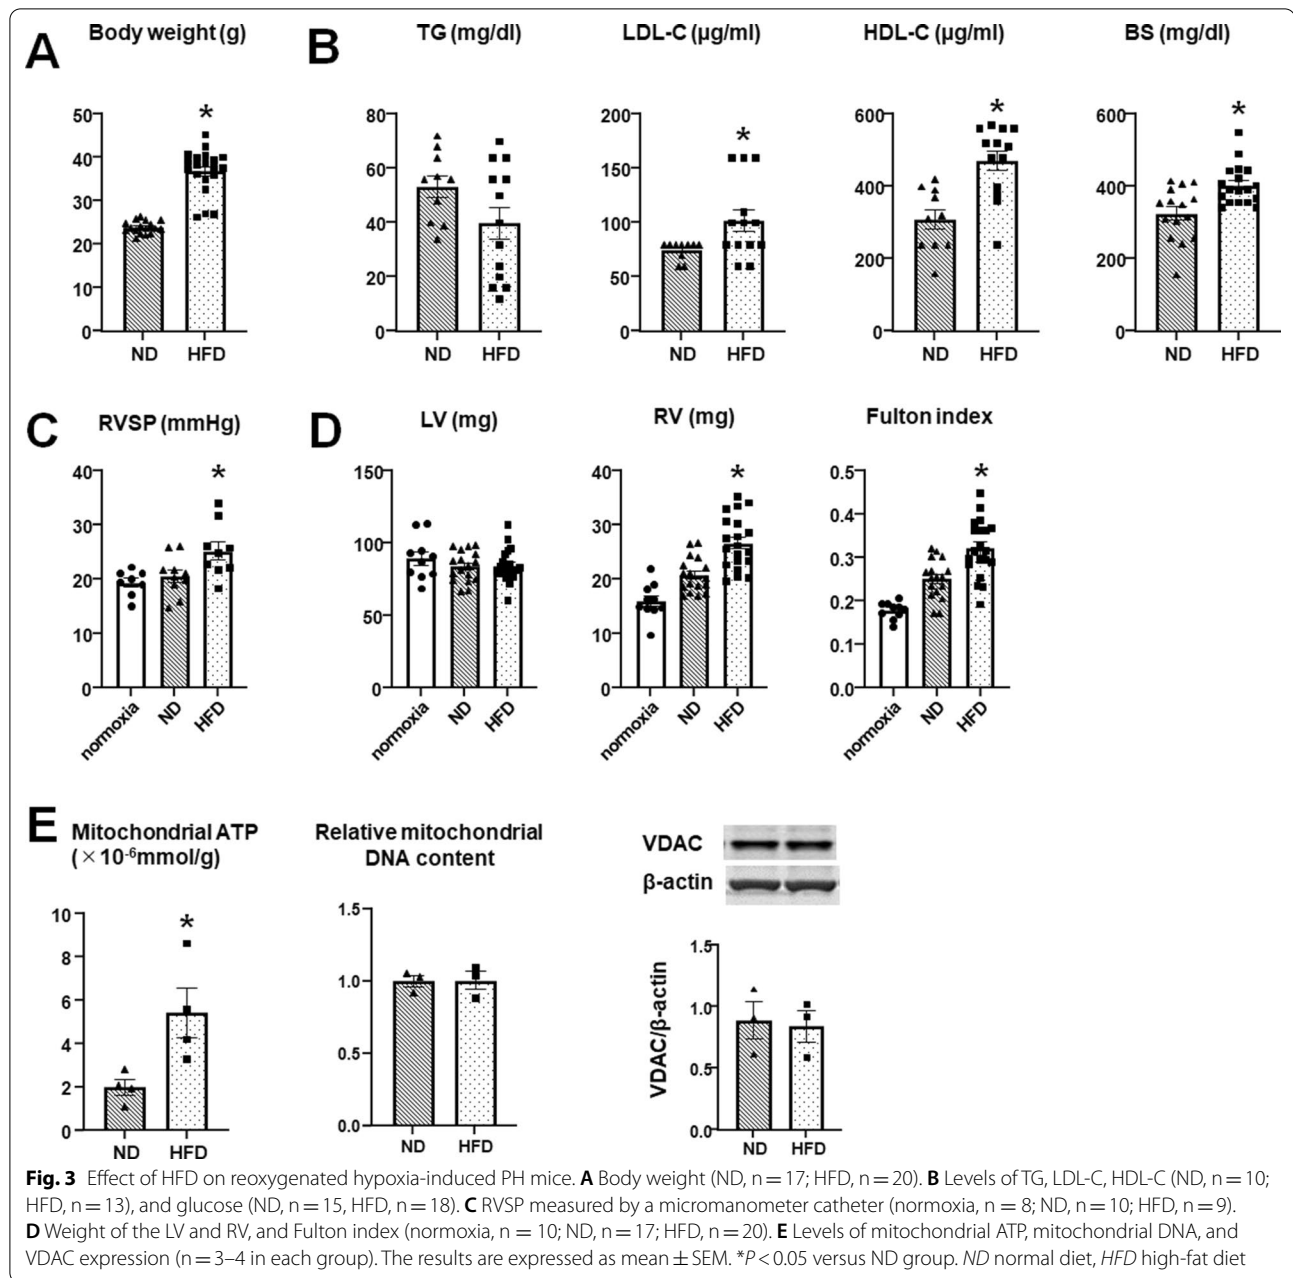 A Body weight (g)
50
40
30
20
10
0
*
ND HFD
B TG (mg/dl)
80
60
40
20
0
ND HFD
LDL-C (µg/ml)
200
150
100
50
0
*
ND HFD
HDL-C (µg/ml)
600
400
200
0
*
ND HFD
BS (mg/dl)
600
400
200
0
*
ND HFD
C RVSP (mmHg)
40
30
20
10
0
*
normoxia ND HFD
D LV (mg)
150
100
50
0
normoxia ND HFD
RV (mg)
40
30
20
10
0
*
normoxia ND HFD
Fulton index
0.5
0.4
0.3
0.2
0.1
0.0
*
normoxia ND HFD
E Mitochondrial ATP
(×10-6mmol/g)
10
8
6
4
2
0
*
ND HFD
Relative mitochondrial
DNA content
1.5
1.0
0.5
0.0
ND HFD
VDAC
β-actin
VDAC/β-actin
1.5
1.0
0.5
0.0
ND HFD
Fig. 3 Effect of HFD on reoxygenated hypoxia-induced PH mice. A Body weight (ND, n = 17; HFD, n = 20). B Levels of TG, LDL-C, HDL-C (ND, n = 10;
HFD, n = 13), and glucose (ND, n = 15, HFD, n = 18). C RVSP measured by a micromanometer catheter (normoxia, n = 8; ND, n = 10; HFD, n = 9).
D Weight of the LV and RV, and Fulton index (normoxia, n = 10; ND, n = 17; HFD, n = 20). E Levels of mitochondrial ATP, mitochondrial DNA, and
VDAC expression (n = 3–4 in each group). The results are expressed as mean ± SEM. *P < 0.05 versus ND group. ND normal diet, HFD high-fat diet